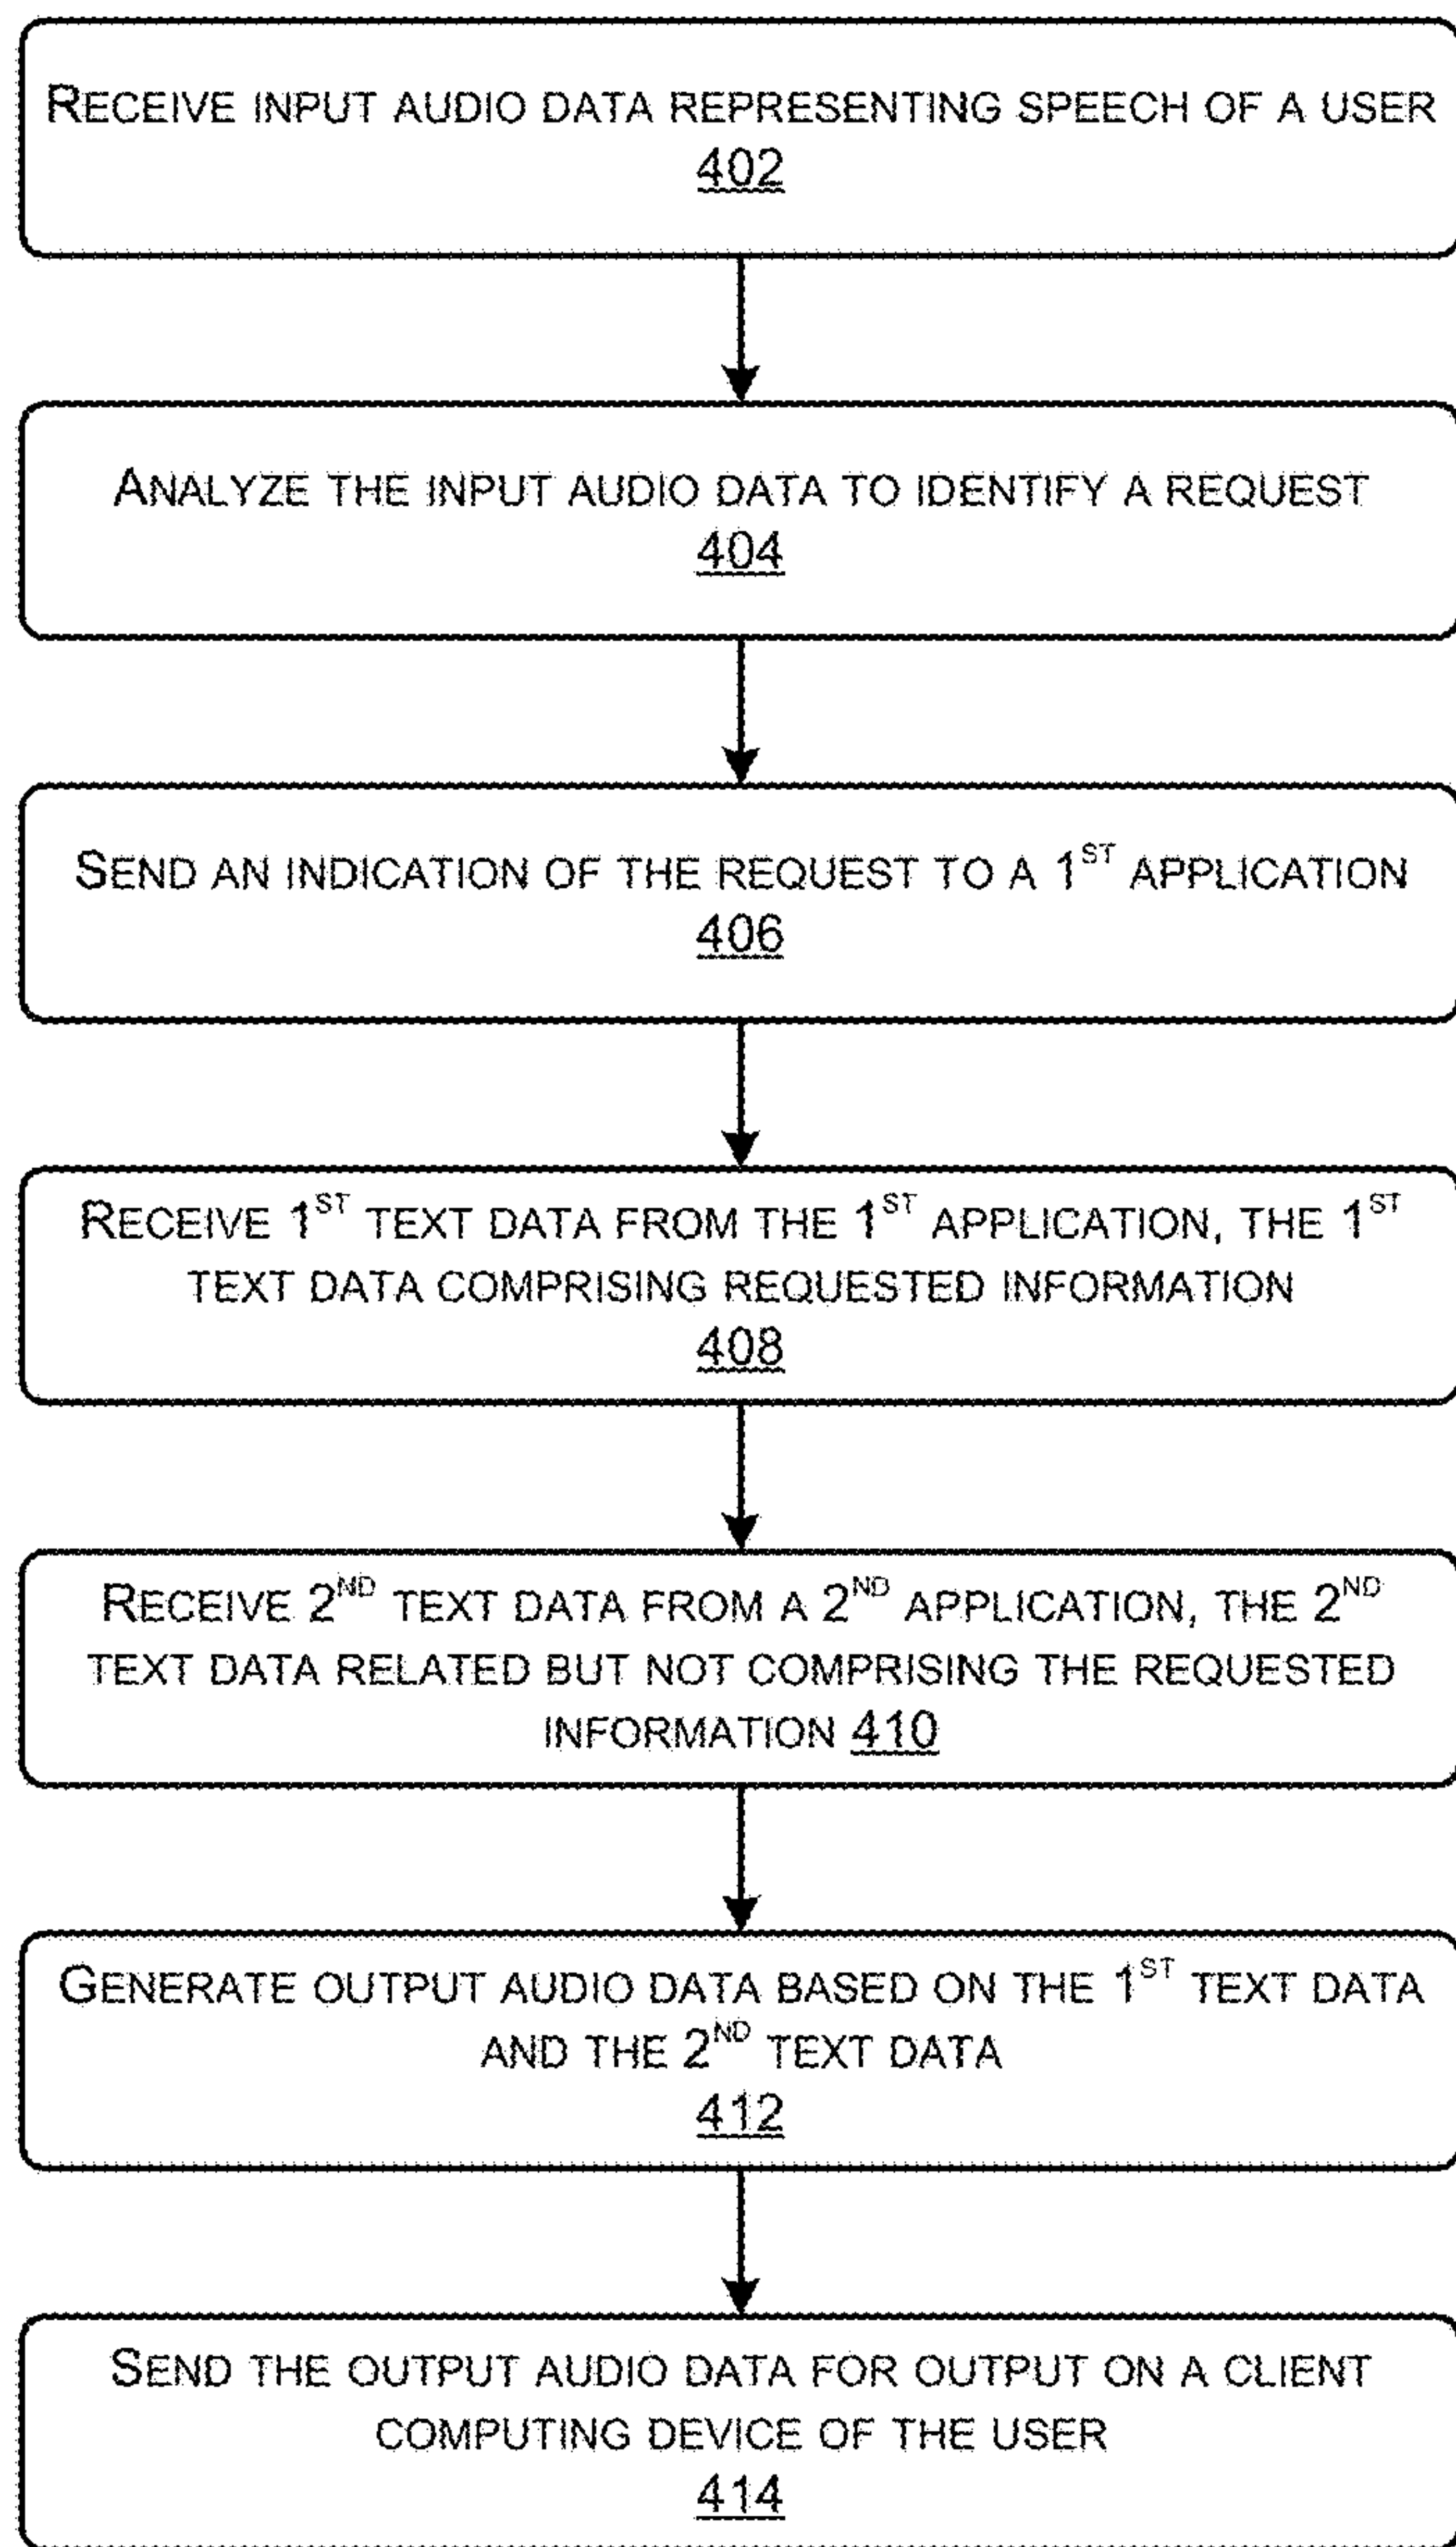 RECEIVE INPUT AUDIO DATA REPRESENTING SPEECH OF A USER
402
ANALYZE THE INPUT AUDIO DATA TO IDENTIFY A REQUEST
404
SEND AN INDICATION OF THE REQUEST TO A 1ST APPLICATION
406
RECEIVE 1ST TEXT DATA FROM THE 1ST APPLICATION, THE 1ST
TEXT DATA COMPRISING REQUESTED INFORMATION
408
RECEIVE 2ND TEXT DATA FROM A 2ND APPLICATION, THE 2ND
TEXT DATA RELATED BUT NOT COMPRISING THE REQUESTED
INFORMATION 410
GENERATE OUTPUT AUDIO DATA BASED ON THE 1ST TEXT DATA
AND THE 2ND TEXT DATA
412
SEND THE OUTPUT AUDIO DATA FOR OUTPUT ON A CLIENT
COMPUTING DEVICE OF THE USER
414